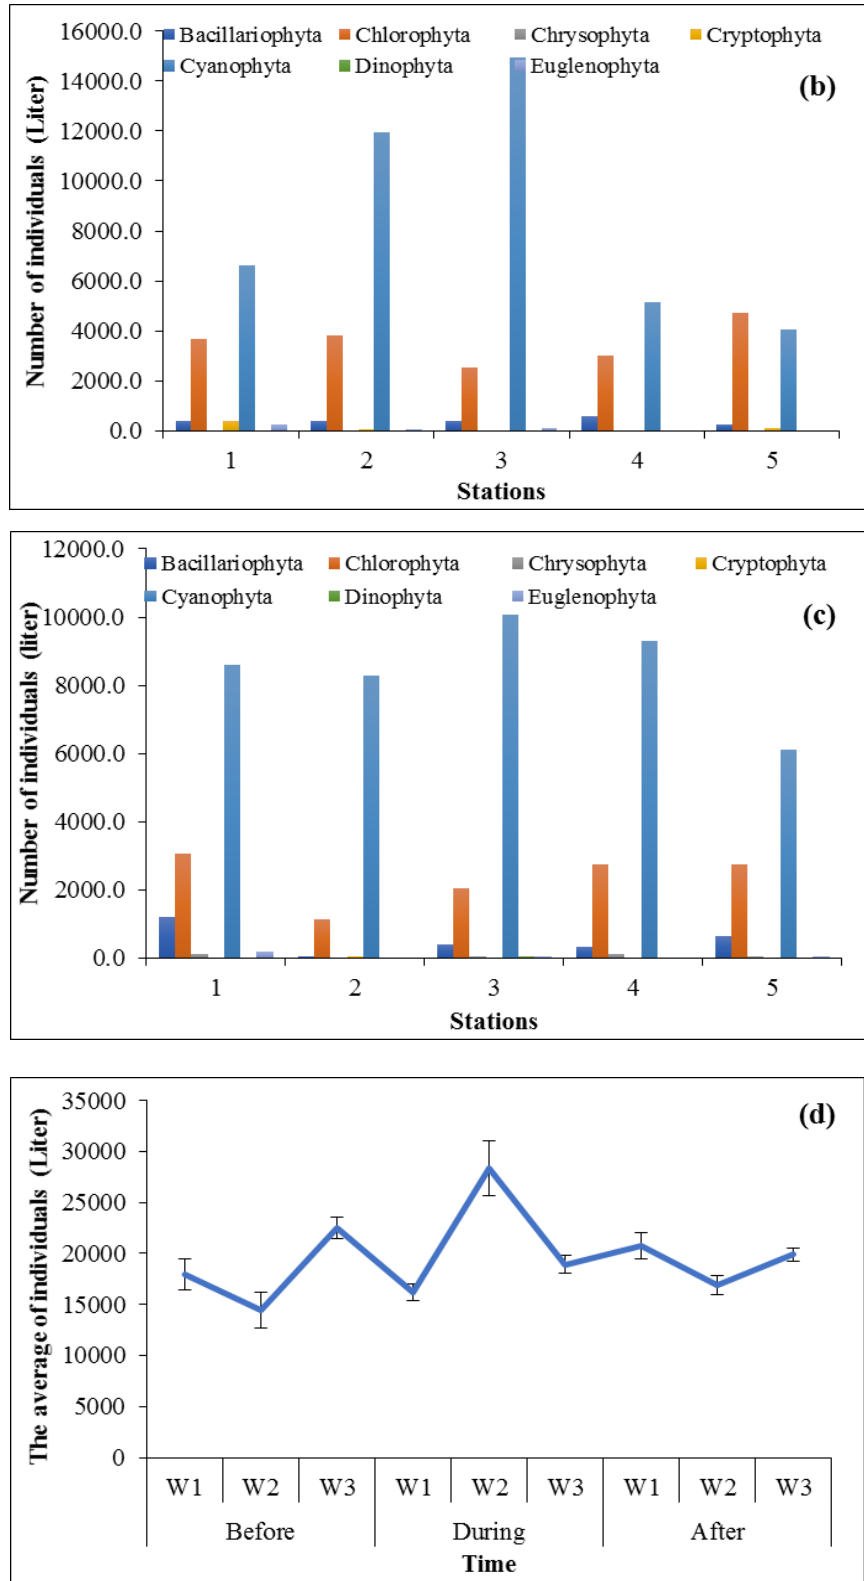 16000.0
14000.0
12000.0
10000.0
8000.0
6000.0
4000.0
2000.0
0.0
Number of individuals (Liter)
Bacillariophyta Chlorophyta Chrysophyta Cryptophyta
Cyanophyta Dinophyta Euglenophyta
(b)
1 2 3 4 5
Stations
12000.0
10000.0
8000.0
6000.0
4000.0
2000.0
0.0
Number of individuals (liter)
Bacillariophyta Chlorophyta Chrysophyta Cryptophyta
Cyanophyta Dinophyta Euglenophyta
(c)
1 2 3 4 5
Stations
35000
30000
25000
20000
15000
10000
5000
0
The average of individuals (Liter)
(d)
W1 W2 W3 W1 W2 W3 W1 W2 W3
Before During After
Time